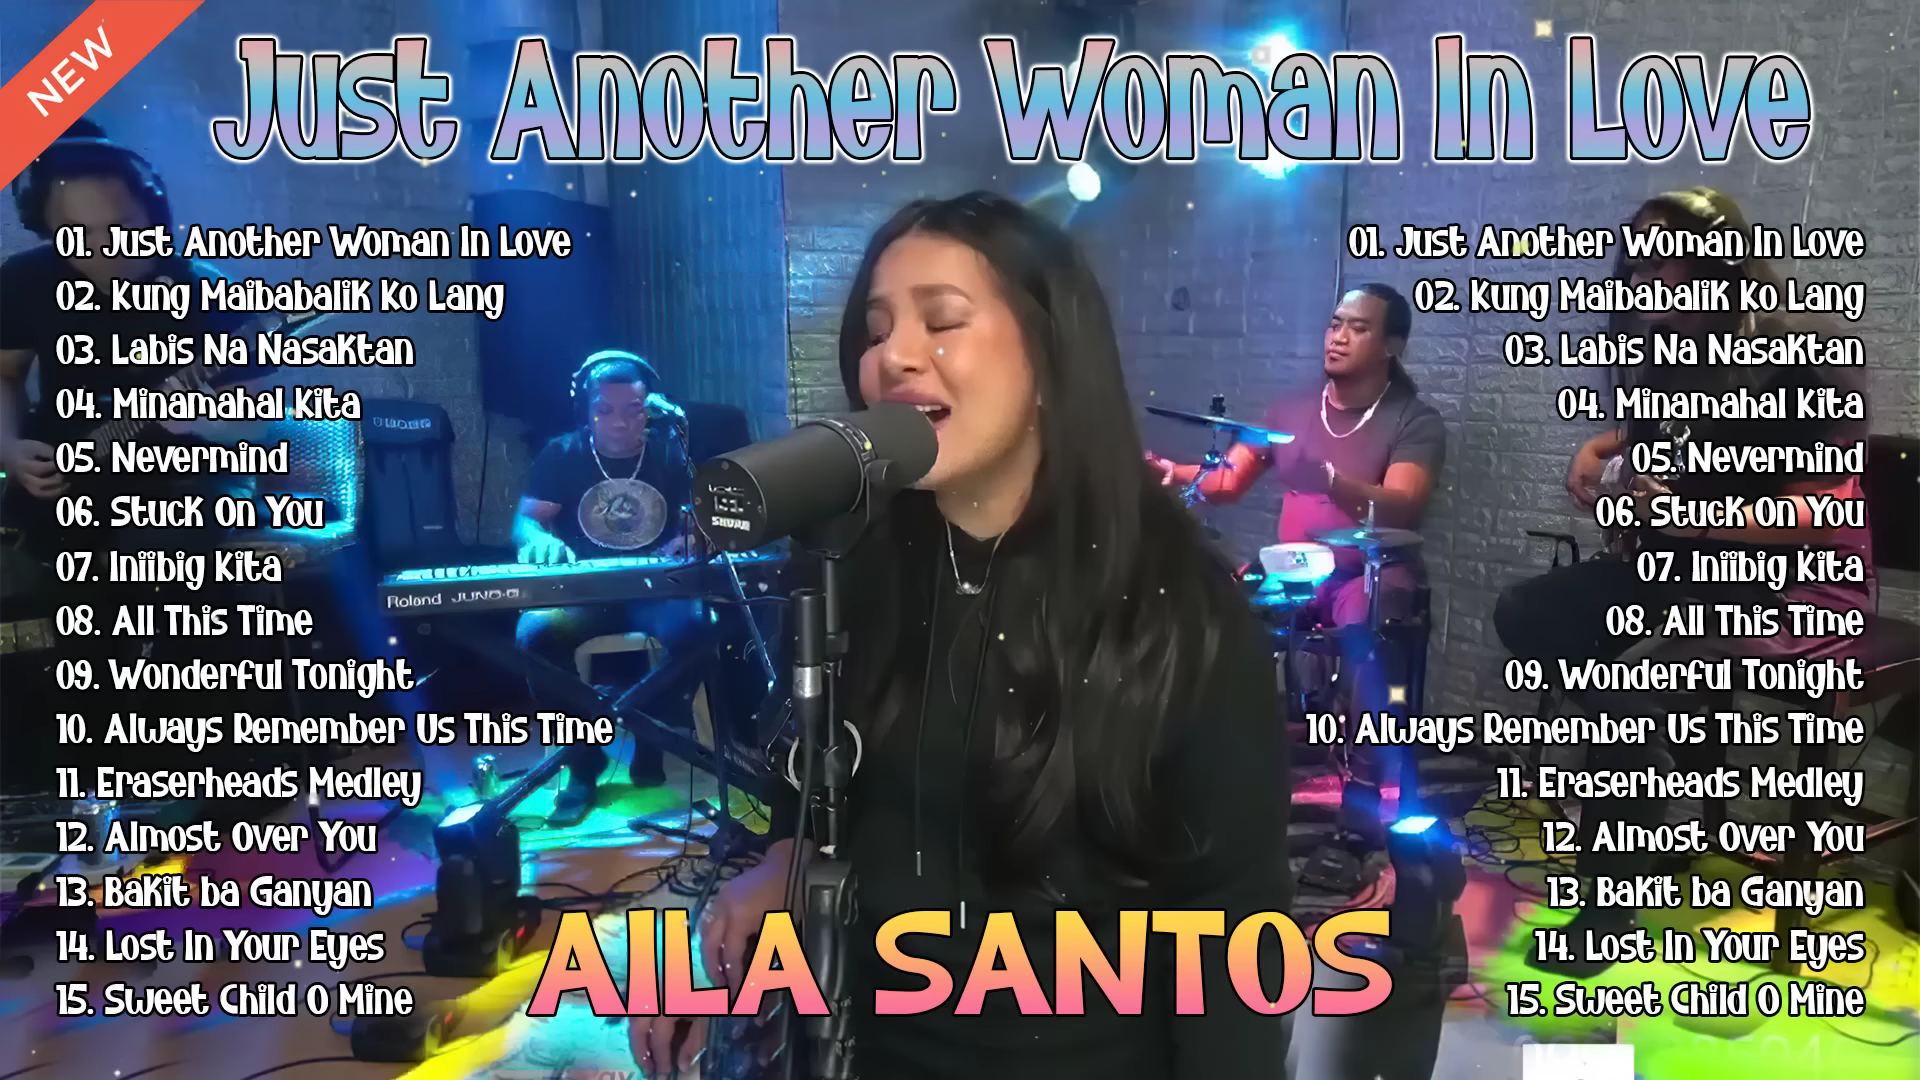 NEW
Just Another Woman In Love
01. Just Another Woman In Love
02. Kung Maibabalik Ko Lang
03. Labis Na Nasaktan
04. Minamahal Kita
05. Nevermind
06. Stuck On You
07. Iniibig Kita
08. All This Time
09. Wonderful Tonight
10. Always Remember Us This Time
11. Eraserheads Medley
12. Almost Over You
13. Bakit ba Ganyan
14. Lost In Your Eyes
15. Sweet Child O Mine
01. Just Another Woman In Love
02. Kung Maibabalik Ko Lang
03. Labis Na Nasaktan
04. Minamahal Kita
05. Nevermind
06. Stuck On You
07. Iniibig Kita
08. All This Time
09. Wonderful Tonight
10. Always Remember Us This Time
11. Eraserheads Medley
12. Almost Over You
13. Bakit ba Ganyan
14. Lost In Your Eyes
15. Sweet Child O Mine
SHURE
Roland JUNO-G
AILA SANTOS